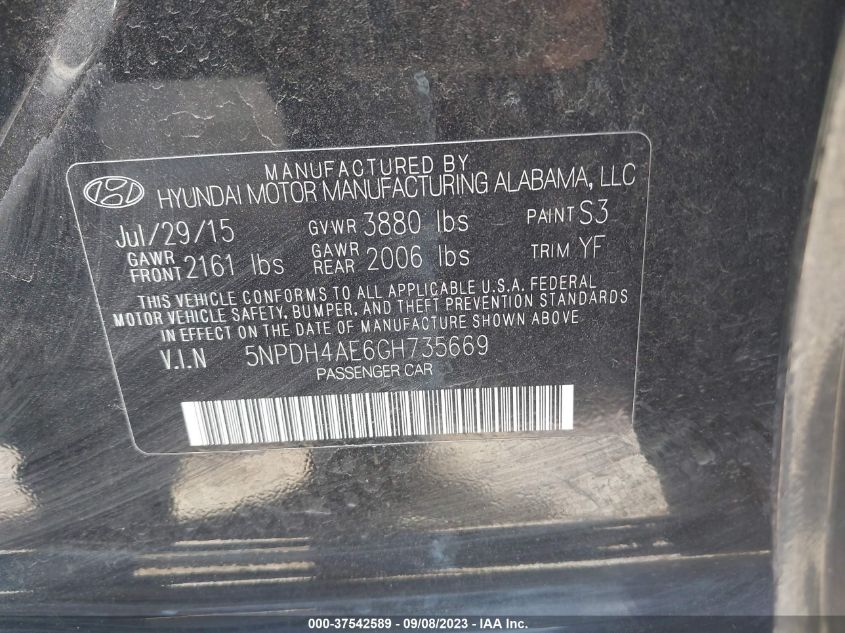 MANUFACTURED BY
HYUNDAI MOTOR MANUFACTURING ALABAMA, LLC
Jul/29/15 GVWR 3880 lbs PAINT S3
GAWR FRONT 2161 lbs GAWR REAR 2006 lbs TRIM YF
THIS VEHICLE CONFORMS TO ALL APPLICABLE U.S.A. FEDERAL
MOTOR VEHICLE SAFETY, BUMPER, AND THEFT PREVENTION STANDARDS
IN EFFECT ON THE DATE OF MANUFACTURE SHOWN ABOVE
V.I.N 5NPDH4AE6GH735669
PASSENGER CAR
000-37542589 - 09/08/2023 - IAA Inc.